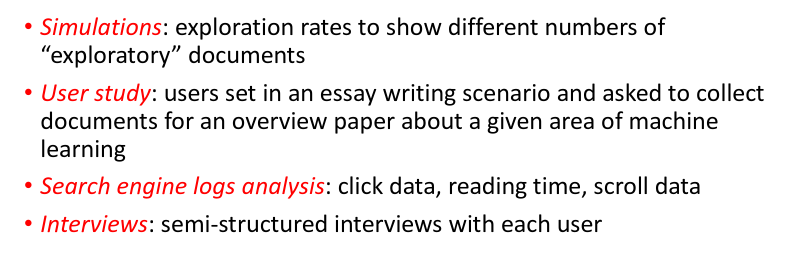 • Simulations: exploration rates to show different numbers of
“exploratory” documents
• User study: users set in an essay writing scenario and asked to collect
documents for an overview paper about a given area of machine
learning
• Search engine logs analysis: click data, reading time, scroll data
• Interviews: semi-structured interviews with each user